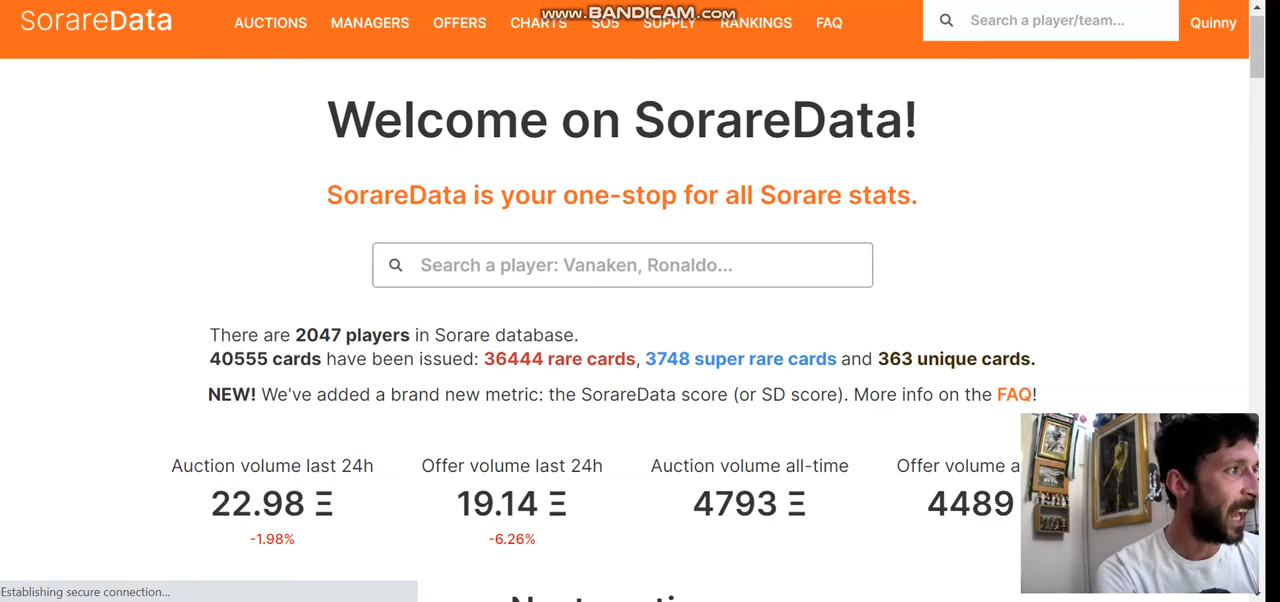 SorareData AUCTIONS MANAGERS OFFERS CHARTS SO5 SUPPLY RANKINGS FAQ Search a player/team... Quinny
www.BANDICAM.com
Welcome on SorareData!
SorareData is your one-stop for all Sorare stats.
Search a player: Vanaken, Ronaldo...
There are 2047 players in Sorare database.
40555 cards have been issued: 36444 rare cards, 3748 super rare cards and 363 unique cards.
NEW! We've added a brand new metric: the SorareData score (or SD score). More info on the FAQ!
Auction volume last 24h Offer volume last 24h Auction volume all-time Offer volume a
22.98 Ξ 19.14 Ξ 4793 Ξ 4489
-1.98% -6.26%
Establishing secure connection...